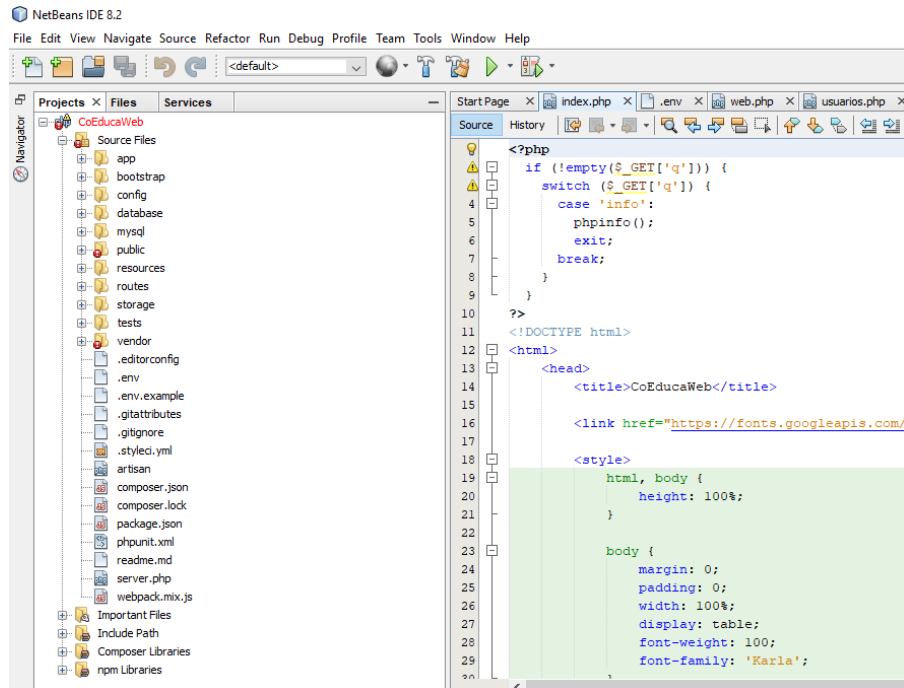 NetBeans IDE 8.2
File Edit View Navigate Source Refactor Run Debug Profile Team Tools Window Help
<default>
Navigator
Projects Files Services
CoEducaWeb
Source Files
app
bootstrap
config
database
mysql
public
resources
routes
storage
tests
vendor
.editorconfig
.env
.env.example
.gitattributes
.gitignore
.styleci.yml
artisan
composer.json
composer.lock
package.json
phpunit.xml
readme.md
server.php
webpack.mix.js
Important Files
Include Path
Composer Libraries
npm Libraries
Start Page index.php .env web.php usuarios.php
Source History
<?php
if (!empty($_GET['q'])) {
switch ($_GET['q']) {
4 case 'info':
5 phpinfo();
6 exit;
7 break;
8 }
9 }
10 ?>
11 <!DOCTYPE html>
12 <html>
13 <head>
14 <title>CoEducaWeb</title>
15
16 <link href="https://fonts.googleapis.com/
17
18 <style>
19 html, body {
20 height: 100%;
21 }
22
23 body {
24 margin: 0;
25 padding: 0;
26 width: 100%;
27 display: table;
28 font-weight: 100;
29 font-family: 'Karla';
30 }